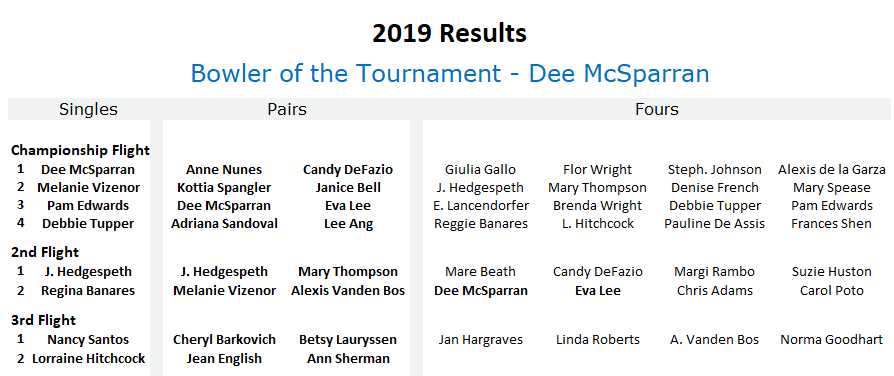 2019 Results
Bowler of the Tournament - Dee McSparran
Singles Pairs Fours
Championship Flight
1 Dee McSparran Anne Nunes Candy DeFazio Giulia Gallo Flor Wright Steph. Johnson Alexis de la Garza
2 Melanie Vizenor Kottia Spangler Janice Bell J. Hedgespeth Mary Thompson Denise French Mary Spease
3 Pam Edwards Dee McSparran Eva Lee E. Lancendorfer Brenda Wright Debbie Tupper Pam Edwards
4 Debbie Tupper Adriana Sandoval Lee Ang Reggie Banares L. Hitchcock Pauline De Assis Frances Shen
2nd Flight
1 J. Hedgespeth J. Hedgespeth Mary Thompson Mare Beath Candy DeFazio Margi Rambo Suzie Huston
2 Regina Banares Melanie Vizenor Alexis Vanden Bos Dee McSparran Eva Lee Chris Adams Carol Poto
3rd Flight
1 Nancy Santos Cheryl Barkovich Betsy Lauryssen Jan Hargraves Linda Roberts A. Vanden Bos Norma Goodhart
2 Lorraine Hitchcock Jean English Ann Sherman